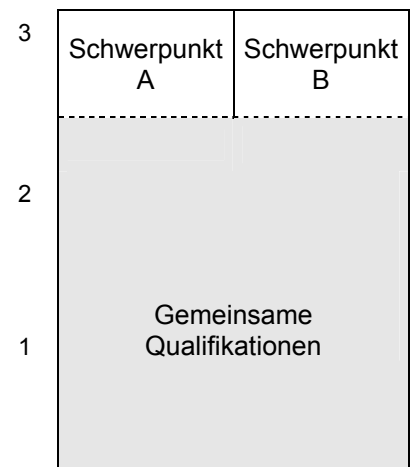 3
Schwerpunkt A
Schwerpunkt B
2
Gemeinsame
1
Qualifikationen